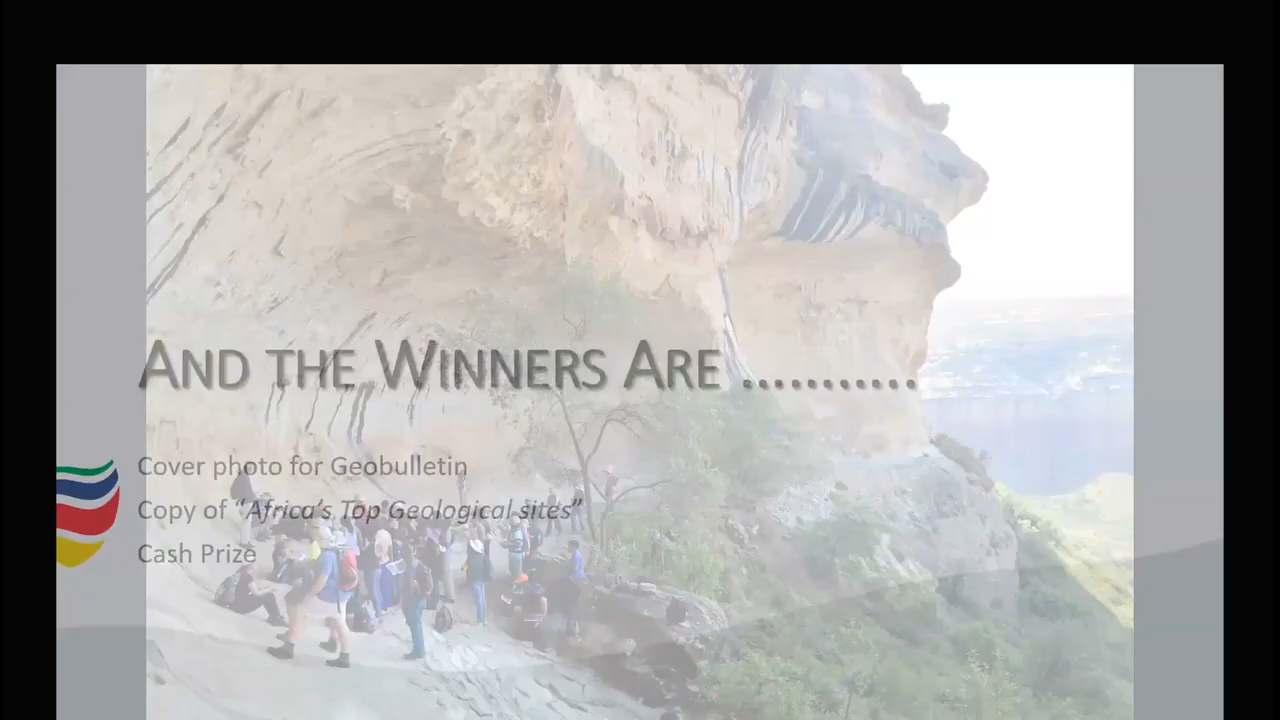 AND THE WINNERS ARE ...........
Cover photo for Geobulletin
Copy of “Africa’s Top Geological sites”
Cash Prize